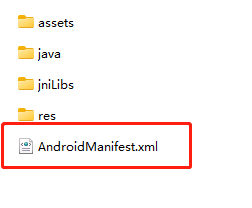 assets
java
jniLibs
res
AndroidManifest.xml